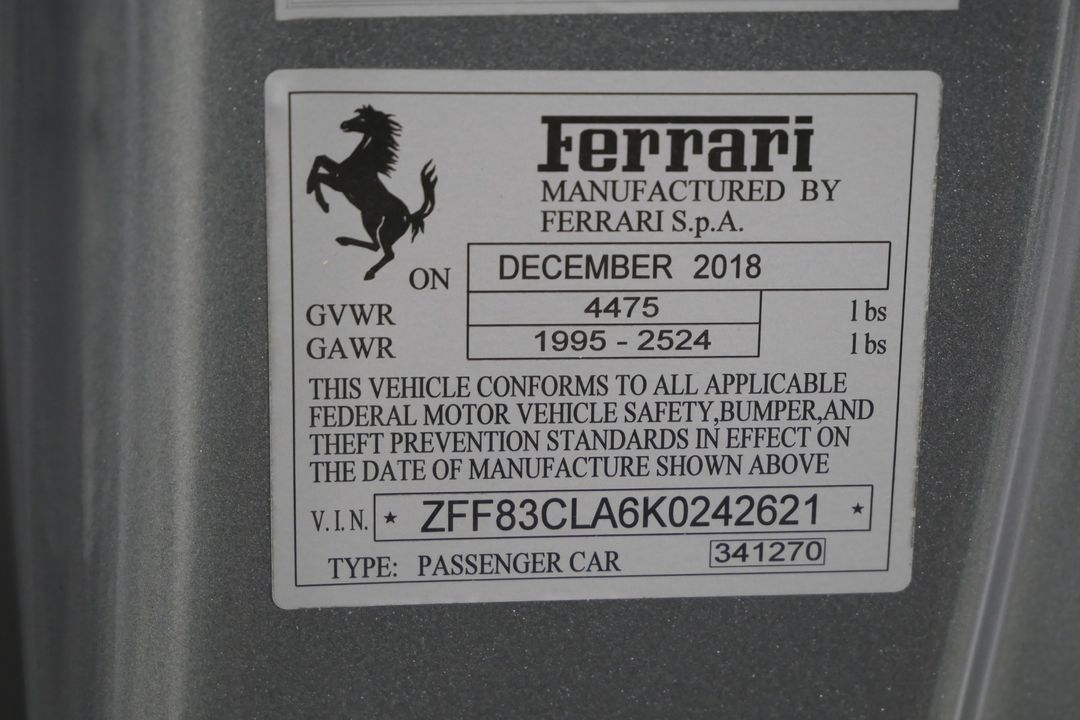 Ferrari
MANUFACTURED BY
FERRARI S.p.A.
ON DECEMBER 2018
GVWR 4475 lbs
GAWR 1995 - 2524 lbs
THIS VEHICLE CONFORMS TO ALL APPLICABLE
FEDERAL MOTOR VEHICLE SAFETY,BUMPER,AND
THEFT PREVENTION STANDARDS IN EFFECT ON
THE DATE OF MANUFACTURE SHOWN ABOVE
V.I.N. ★ ZFF83CLA6K0242621 ★
TYPE: PASSENGER CAR 341270